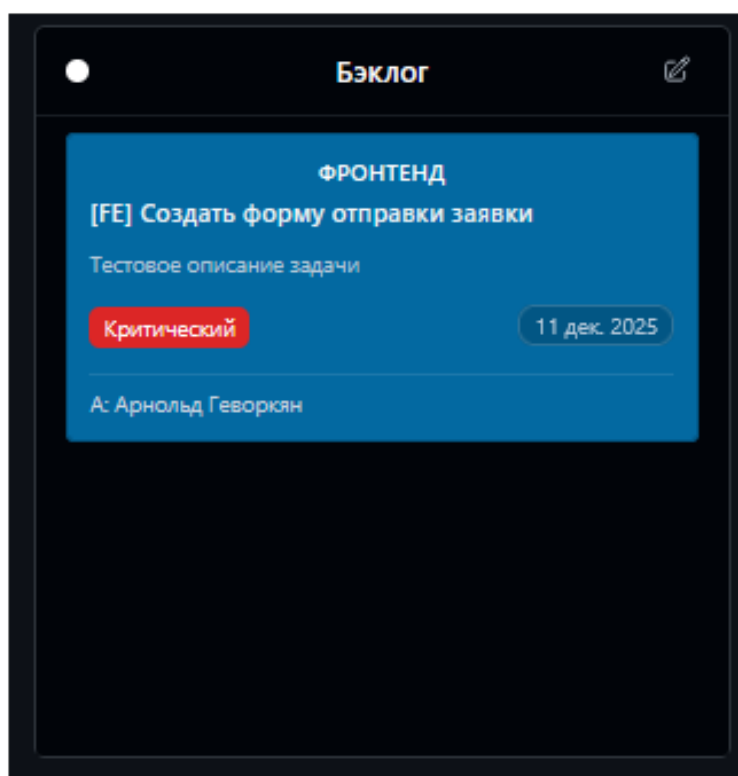 Бэклог
ФРОНТЕНД
[FE] Создать форму отправки заявки
Тестовое описание задачи
Критический
11 дек. 2025
А: Арнольд Геворкян